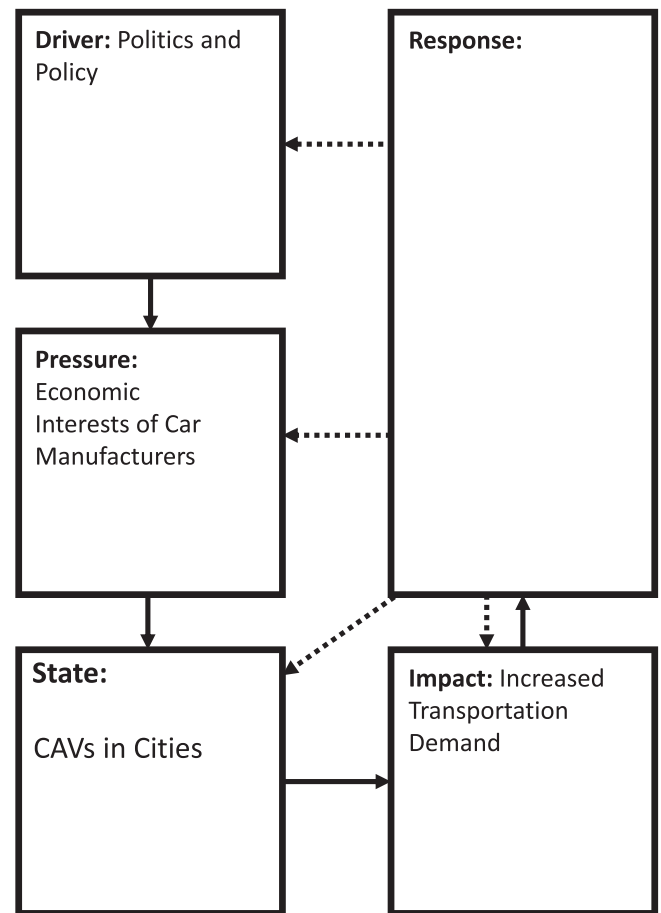 Driver: Politics and
Policy
Response:
Pressure:
Economic
Interests of Car
Manufacturers
State:
CAVs in Cities
Impact: Increased
Transportation
Demand